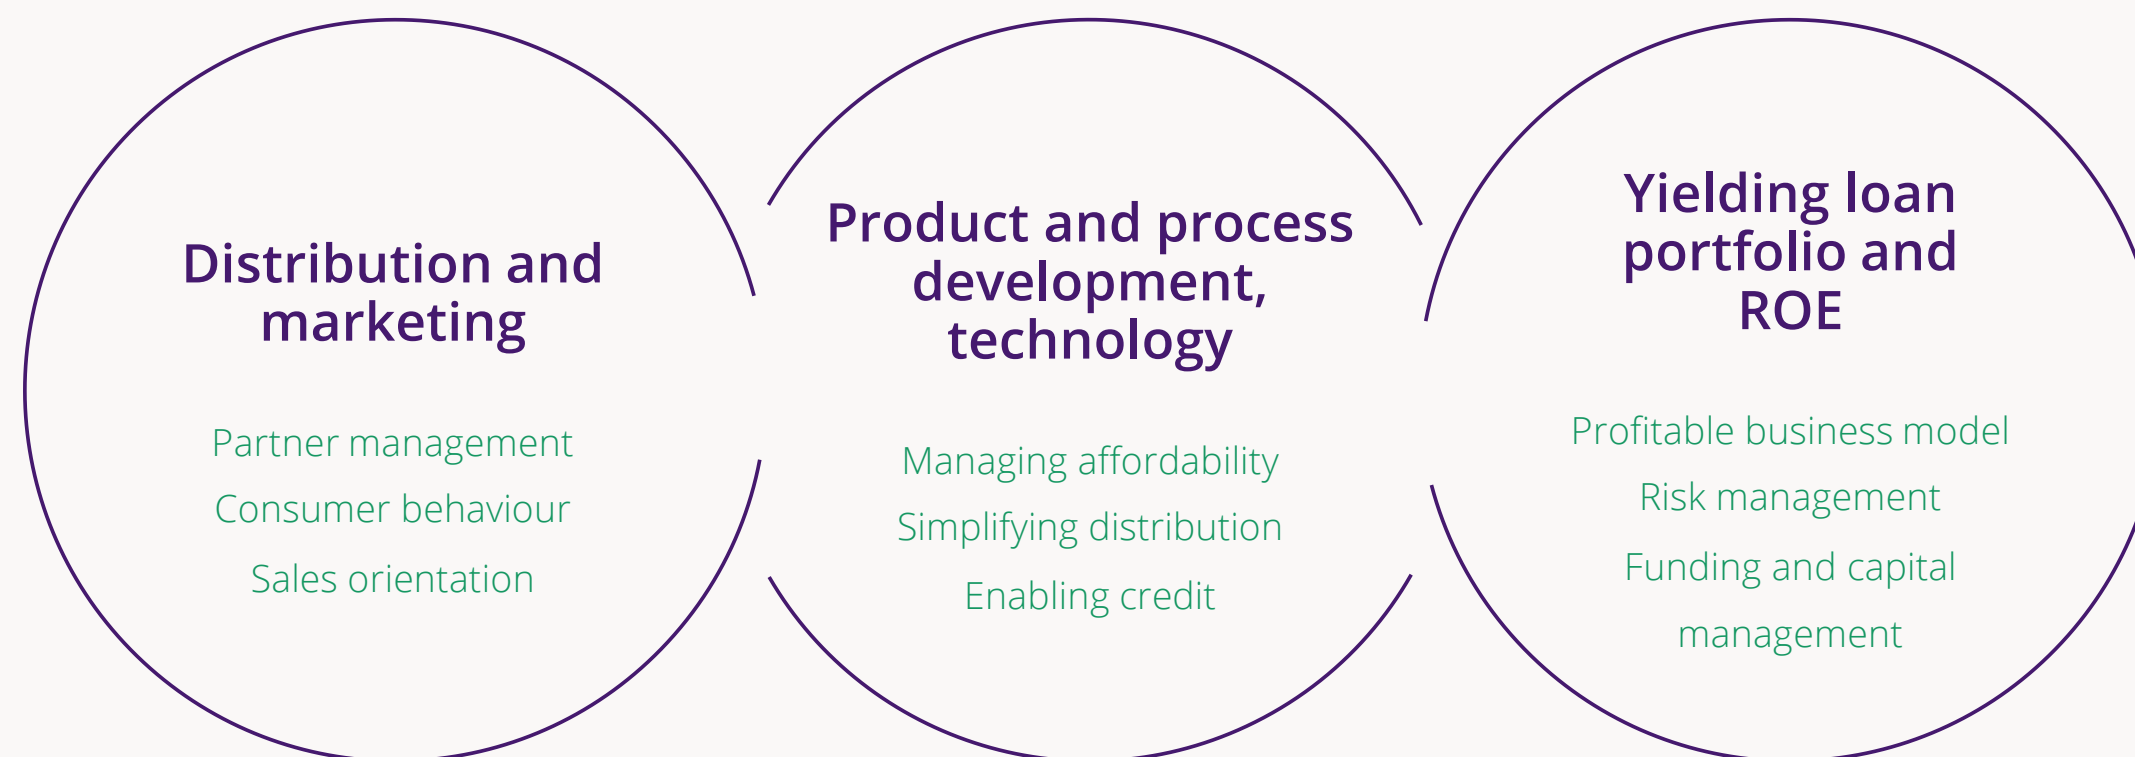 Distribution and
marketing
Partner management
Consumer behaviour
Sales orientation
Product and process
development,
technology
Managing affordability
Simplifying distribution
Enabling credit
Yielding loan
portfolio and
ROE
Profitable business model
Risk management
Funding and capital
management